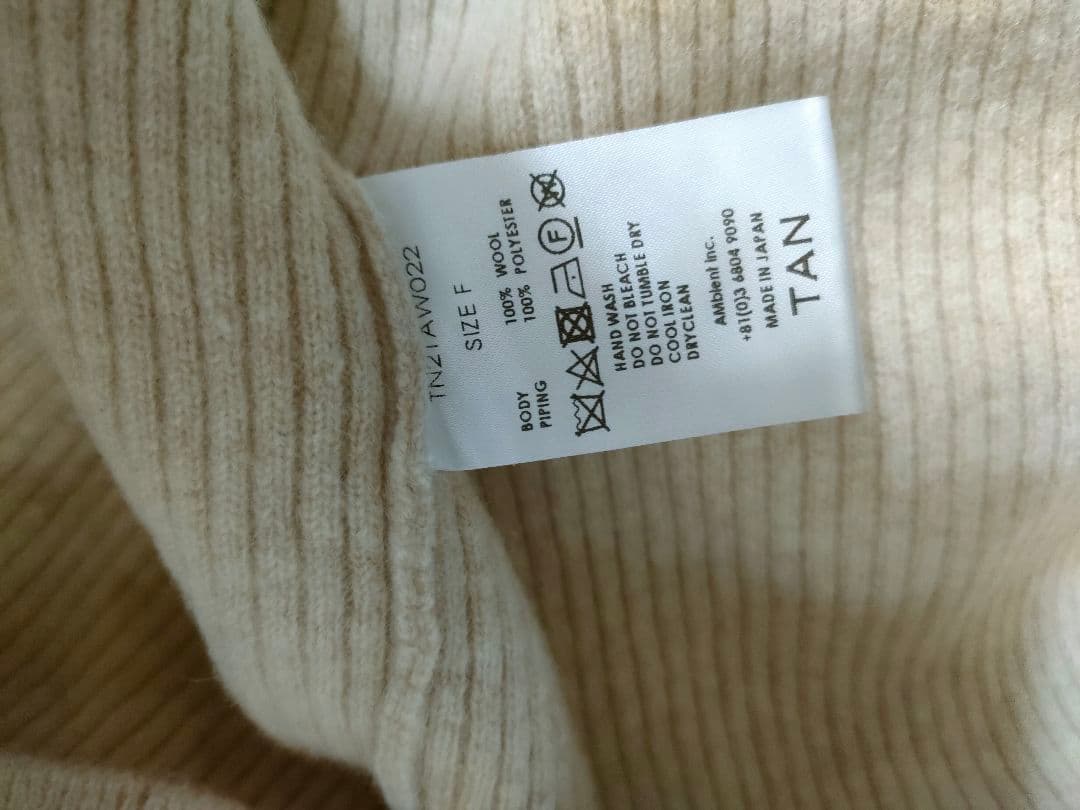 TN21AW022
SIZE F
BODY 100% WOOL
PIPING 100% POLYESTER
F
HAND WASH
DO NOT BLEACH
DO NOT TUMBLE DRY
COOL IRON
DRYCLEAN
AMbient Inc.
+81(0)3 6804 9090
MADE IN JAPAN
TAN